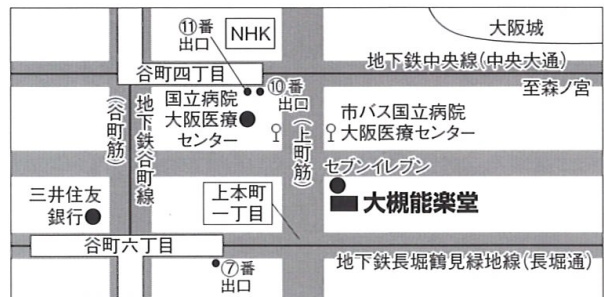 ⑪番
出口
NHK
大阪城
地下鉄中央線(中央大通)
谷町四丁目
至森ノ宮
⑩番
出口
国立病院
大阪医療
センター
市バス国立病院
大阪医療センター
(谷町筋)
地下鉄谷町線
(上町筋)
セブンイレブン
大槻能楽堂
三井住友
銀行
上本町
一丁目
谷町六丁目
地下鉄長堀鶴見緑地線(長堀通)
⑦番
出口